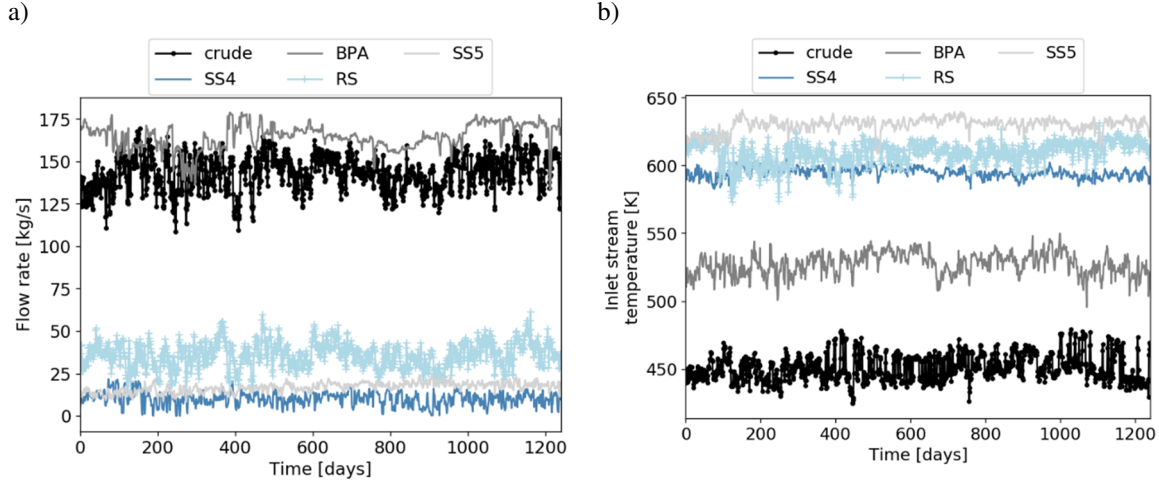 a)
crude BPA SS5
SS4 RS
175
150
125
100
75
50
25
0
Flow rate [kg/s]
0 200 400 600 800 1000 1200
Time [days]
b)
crude BPA SS5
SS4 RS
650
600
550
500
450
Inlet stream
temperature [K]
0 200 400 600 800 1000 1200
Time [days]